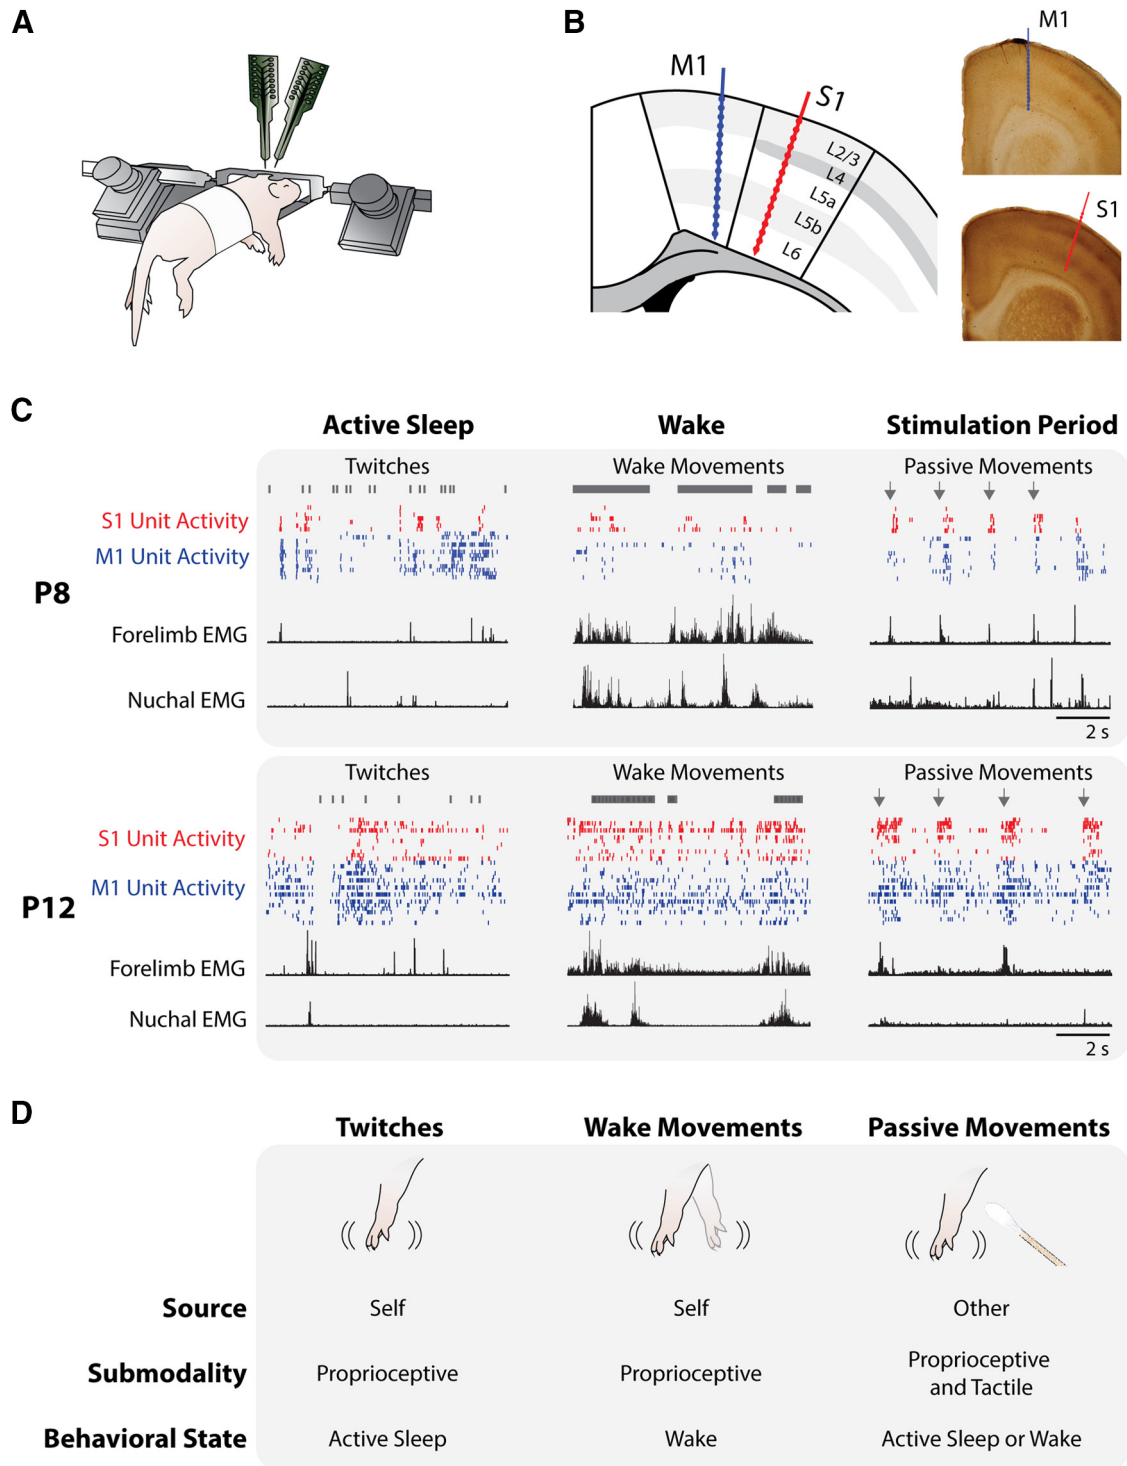 A
B
M1
S1
L2/3
L4
L5a
L5b
L6
M1
S1
C
Active Sleep
Wake
Stimulation Period
P8
Twitches
Wake Movements
Passive Movements
S1 Unit Activity
M1 Unit Activity
Forelimb EMG
Nuchal EMG
2 s
P12
Twitches
Wake Movements
Passive Movements
S1 Unit Activity
M1 Unit Activity
Forelimb EMG
Nuchal EMG
2 s
D
Twitches
Wake Movements
Passive Movements
Source
Self
Self
Other
Submodality
Proprioceptive
Proprioceptive
Proprioceptive
and Tactile
Behavioral State
Active Sleep
Wake
Active Sleep or Wake